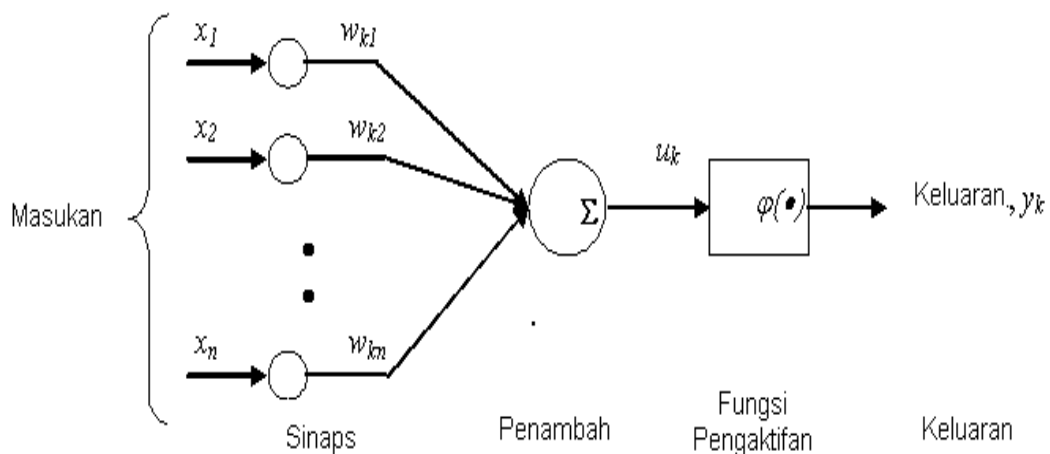 x1
wk1
x2
wk2
Masukan
uk
Σ
φ(•)
Keluaran., yk
xn
wkn
Sinaps
Penambah
Fungsi
Pengaktifan
Keluaran